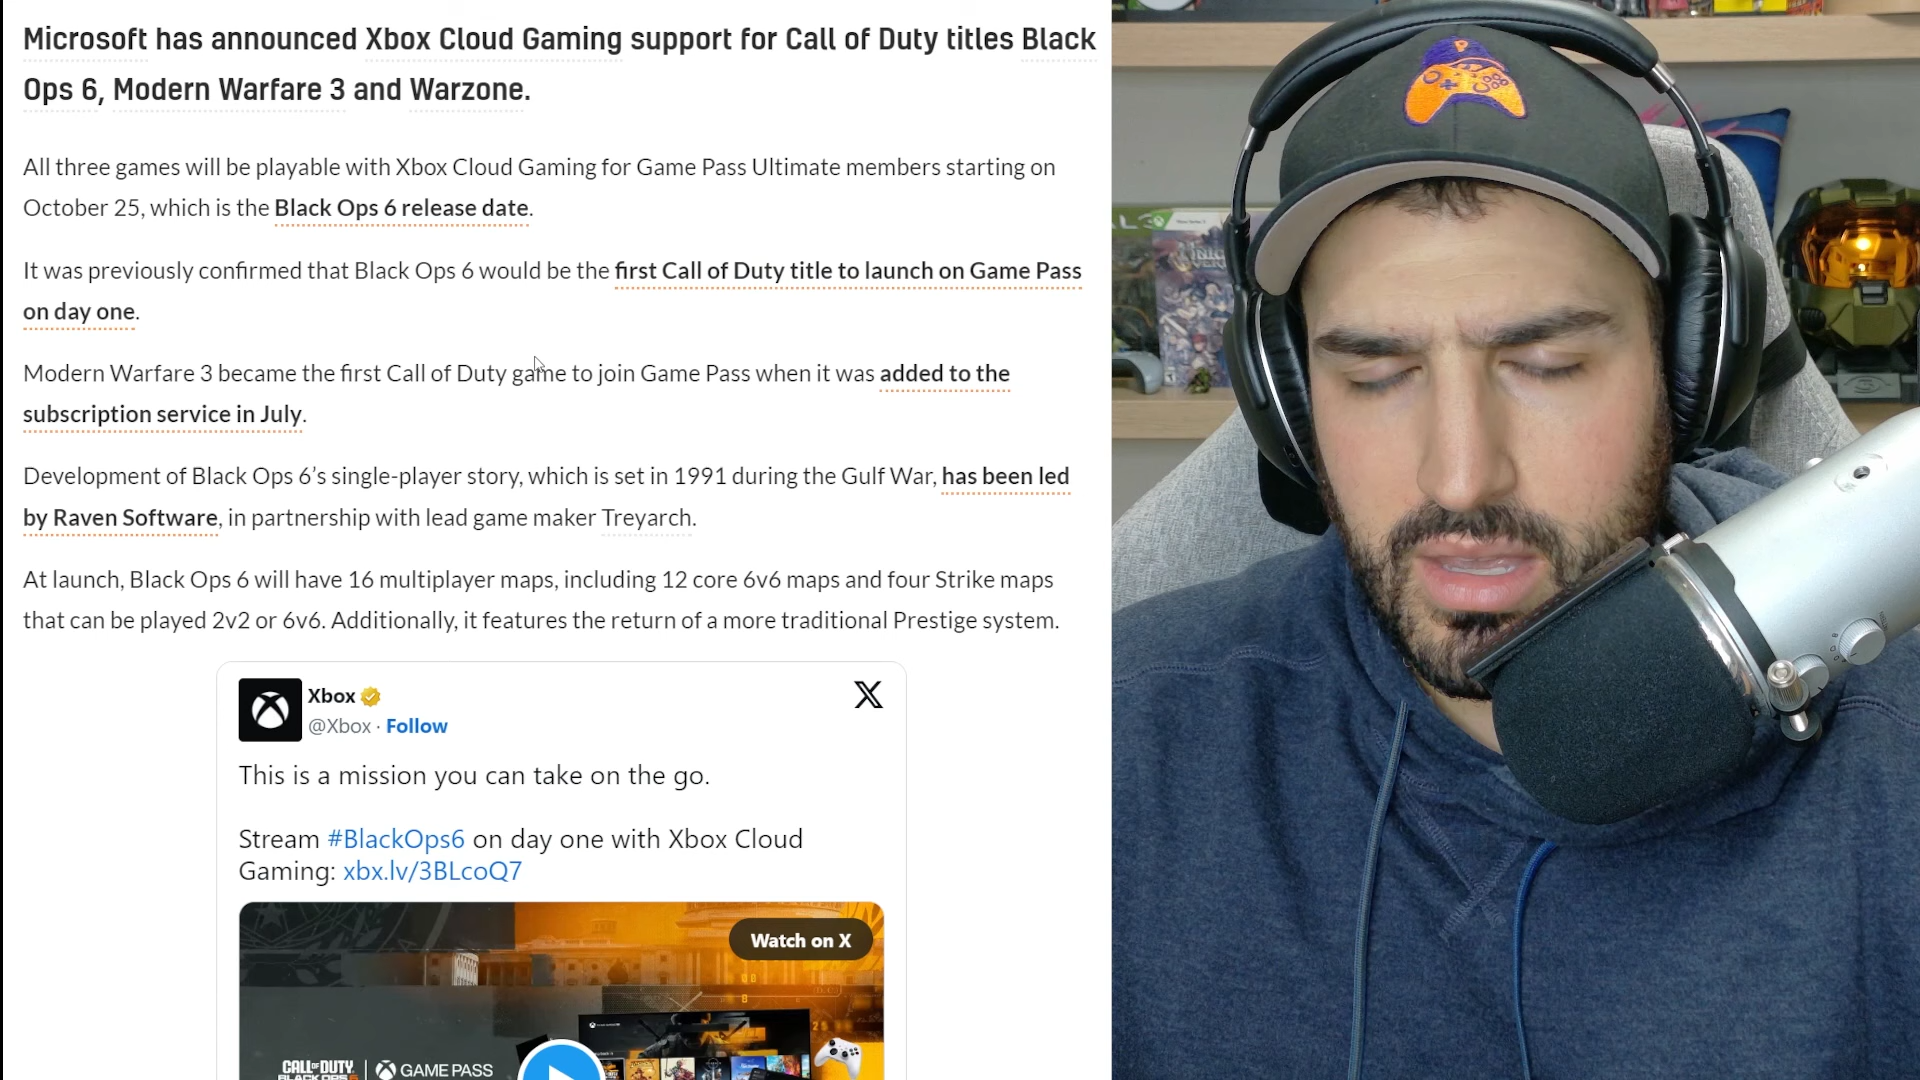 Microsoft has announced Xbox Cloud Gaming support for Call of Duty titles Black
Ops 6, Modern Warfare 3 and Warzone.
All three games will be playable with Xbox Cloud Gaming for Game Pass Ultimate members starting on
October 25, which is the Black Ops 6 release date.
It was previously confirmed that Black Ops 6 would be the first Call of Duty title to launch on Game Pass
on day one.
Modern Warfare 3 became the first Call of Duty game to join Game Pass when it was added to the
subscription service in July.
Development of Black Ops 6’s single-player story, which is set in 1991 during the Gulf War, has been led
by Raven Software, in partnership with lead game maker Treyarch.
At launch, Black Ops 6 will have 16 multiplayer maps, including 12 core 6v6 maps and four Strike maps
that can be played 2v2 or 6v6. Additionally, it features the return of a more traditional Prestige system.
Xbox
@Xbox · Follow
This is a mission you can take on the go.
Stream #BlackOps6 on day one with Xbox Cloud
Gaming: xbx.lv/3BLcoQ7
Watch on X
CALL OF DUTY
BLACK OPS 6
GAME PASS